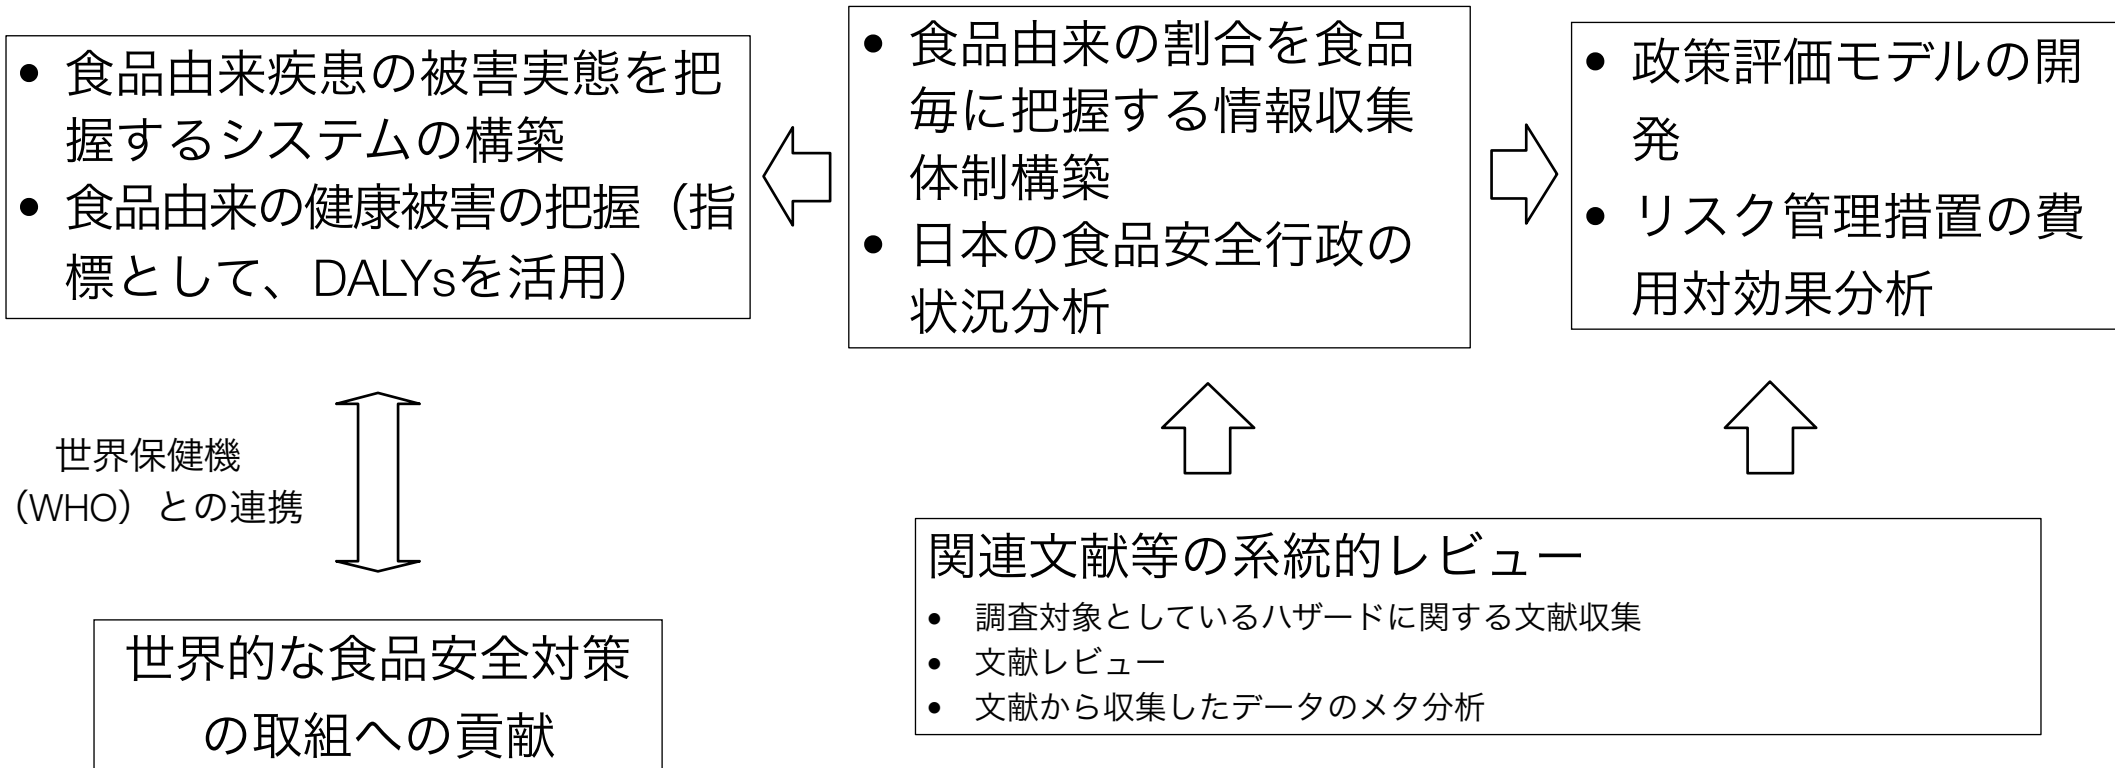 • 食品由来疾患の被害実態を把
握するシステムの構築
• 食品由来の健康被害の把握（指
標として、DALYsを活用）
• 食品由来の割合を食品
毎に把握する情報収集
体制構築
• 日本の食品安全行政の
状況分析
• 政策評価モデルの開
発
• リスク管理措置の費
用対効果分析
世界保健機
（WHO）との連携
世界的な食品安全対策
の取組への貢献
関連文献等の系統的レビュー
• 調査対象としているハザードに関する文献収集
• 文献レビュー
• 文献から収集したデータのメタ分析